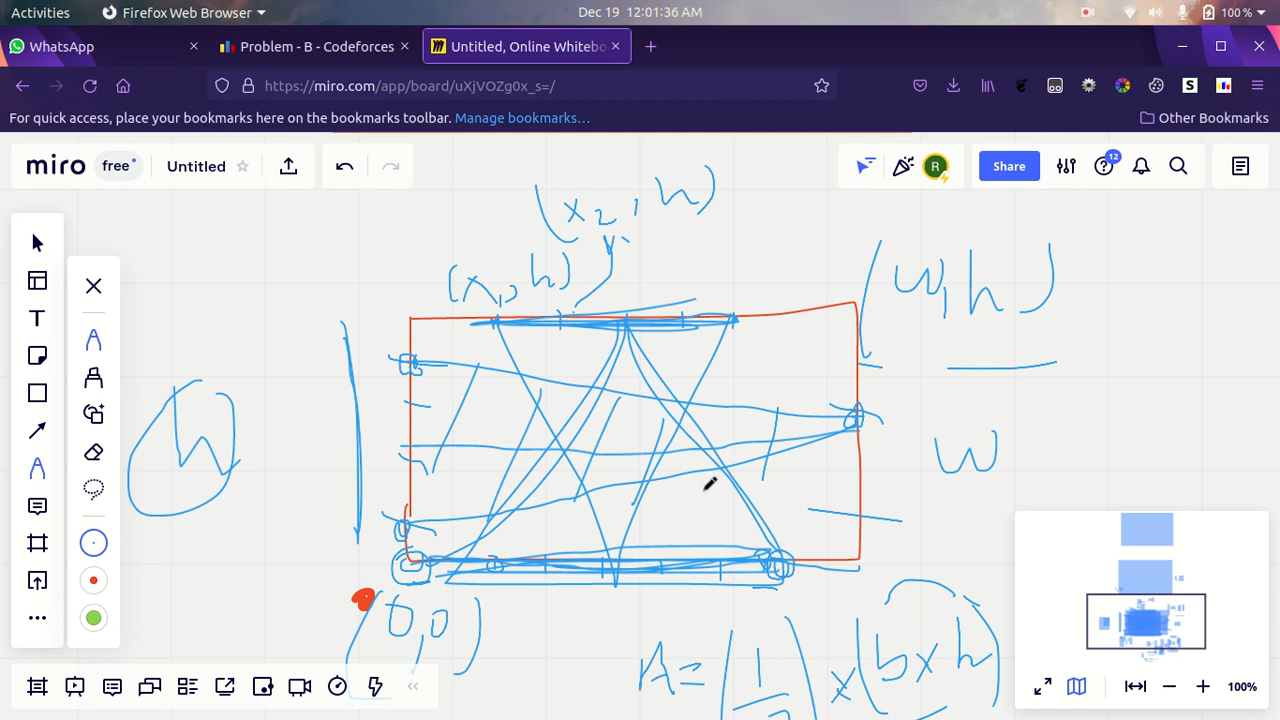 Activities Firefox Web Browser Dec 19 12:01:36 AM 100 %
WhatsApp Problem - B - Codeforces Untitled, Online Whitebo
https://miro.com/app/board/uXjVOZg0x_s=/
For quick access, place your bookmarks here on the bookmarks toolbar. Manage bookmarks… Other Bookmarks
miro free Untitled Share 12 R
(x2, h)
(x, h)
(w, h)
h
w
(0,0)
A = (1 × (b × h)
100%